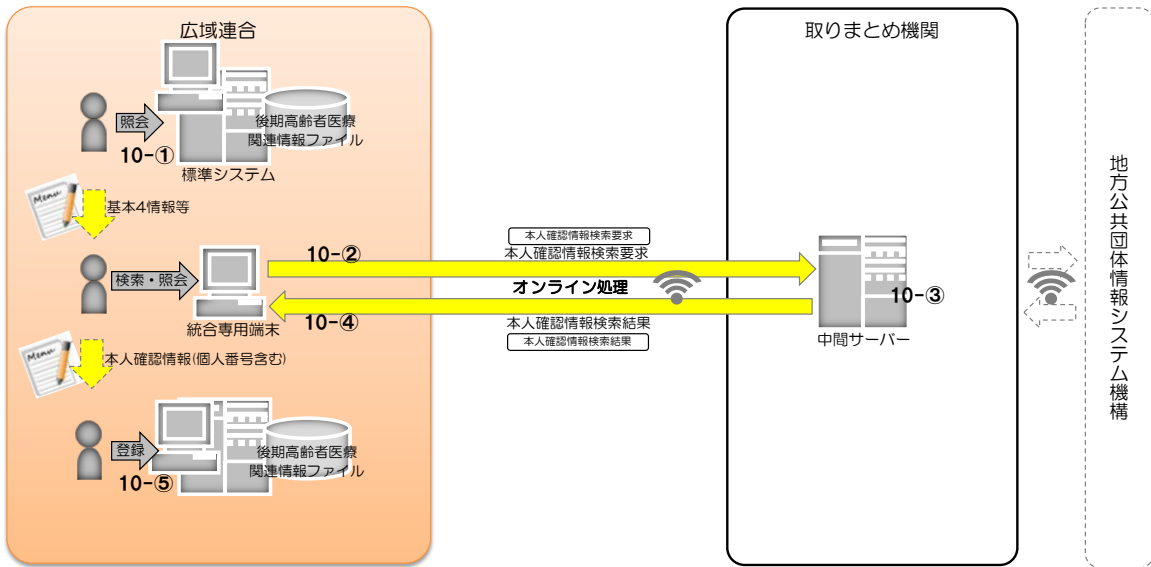 広域連合
照会
10-①
後期高齢者医療
関連情報ファイル
標準システム
Menu
基本4情報等
検索・照会
統合専用端末
10-②
本人確認情報検索要求
本人確認情報検索要求
オンライン処理
10-④
本人確認情報検索結果
本人確認情報検索結果
Menu
本人確認情報(個人番号含む)
登録
10-⑤
後期高齢者医療
関連情報ファイル
取りまとめ機関
10-③
中間サーバー
地方公共団体情報システム機構